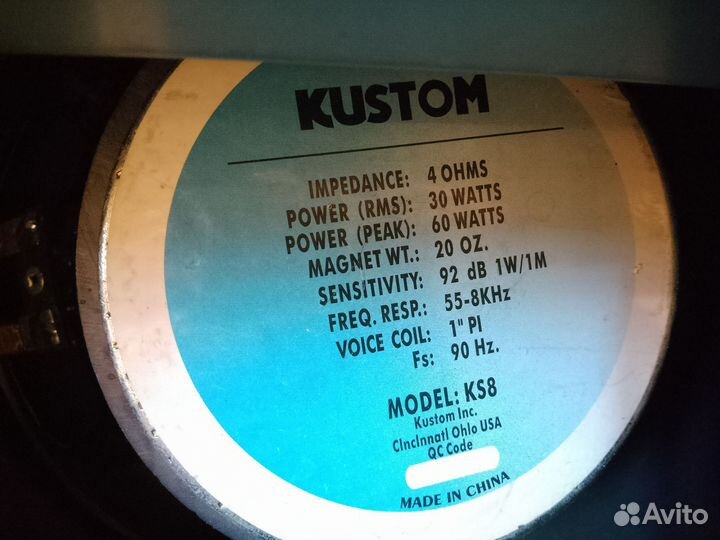 KUSTOM
IMPEDANCE: 4 OHMS
POWER (RMS): 30 WATTS
POWER (PEAK): 60 WATTS
MAGNET WT.: 20 OZ.
SENSITIVITY: 92 dB 1W/1M
FREQ. RESP.: 55-8KHz
VOICE COIL: 1" PI
Fs: 90 Hz.
MODEL: KS8
Kustom Inc.
CIncInnatI OhIo USA
QC Code
MADE IN CHINA
Avito